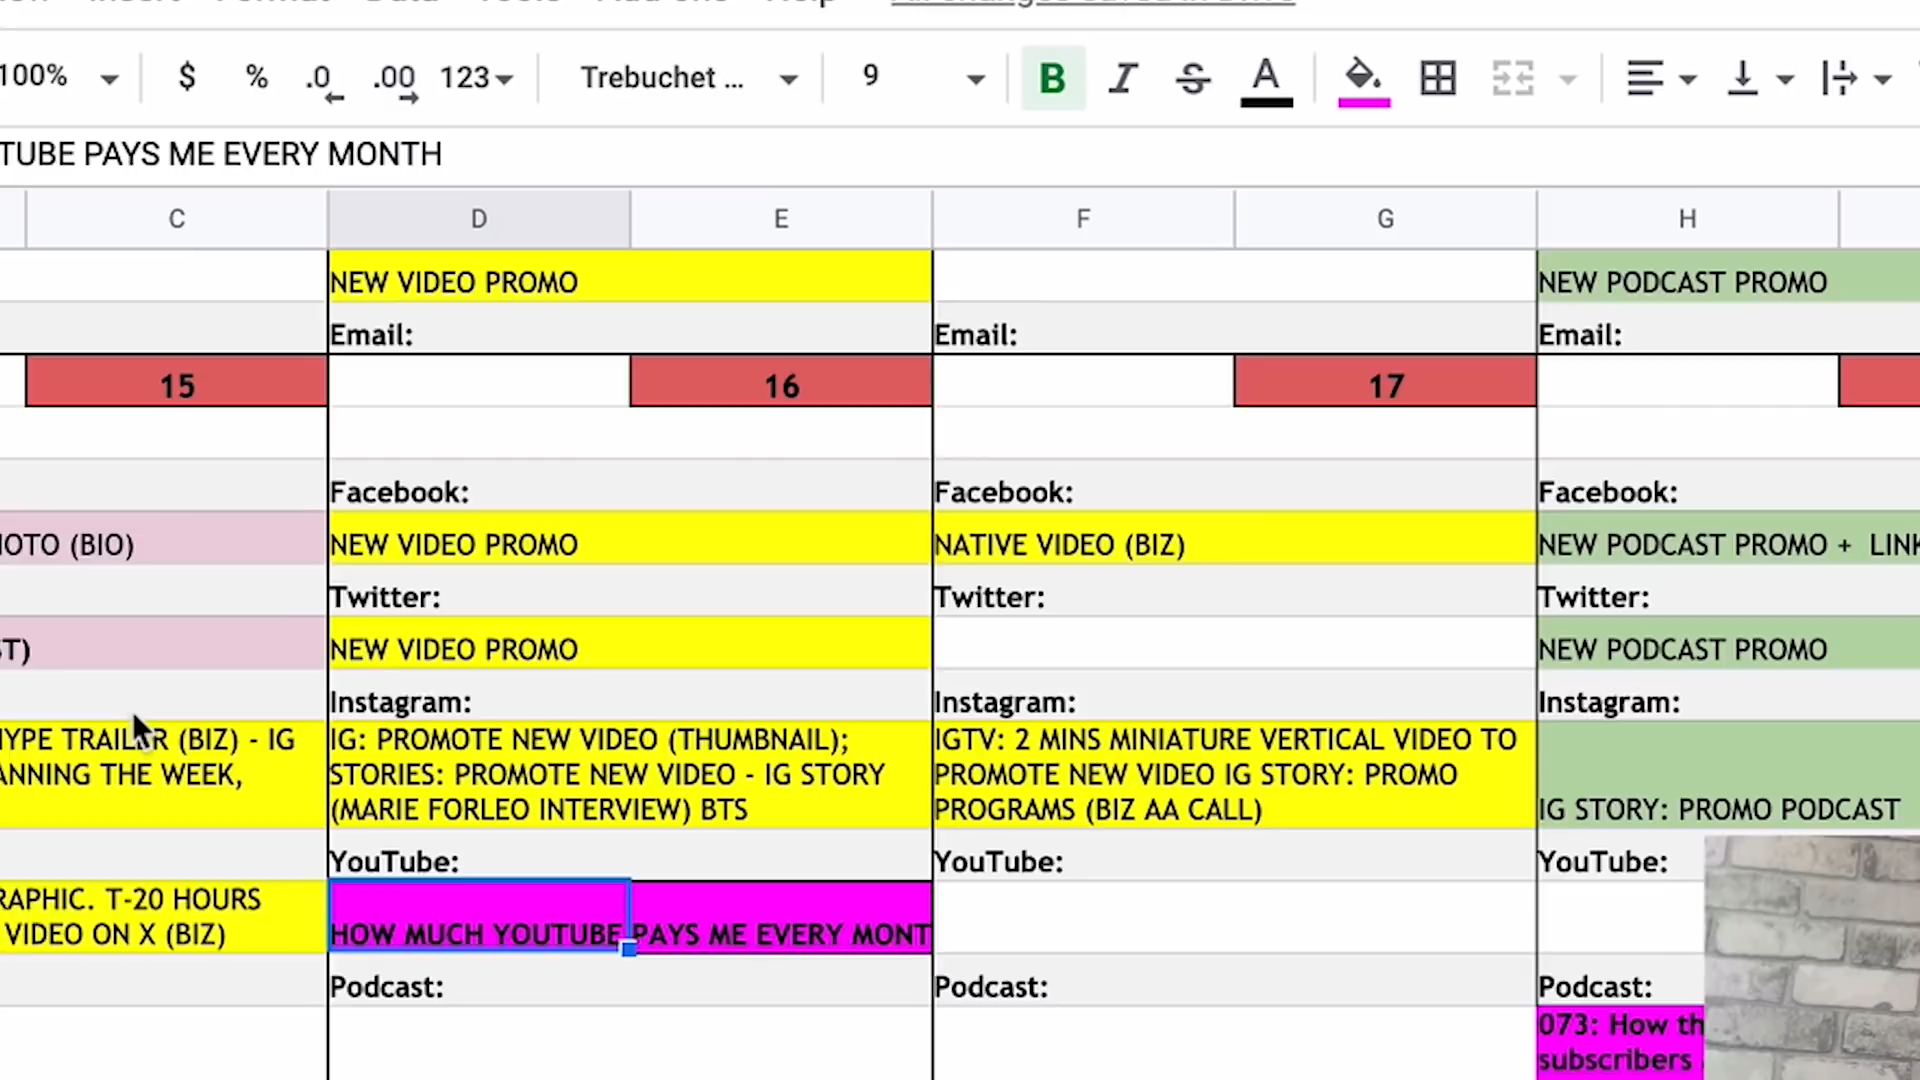 100% $ % .0 .00 123 Trebuchet ... 9 B I S A
TUBE PAYS ME EVERY MONTH
C D E F G H
NEW VIDEO PROMO NEW PODCAST PROMO
Email: Email: Email:
15 16 17
Facebook: Facebook: Facebook:
HOTO (BIO) NEW VIDEO PROMO NATIVE VIDEO (BIZ) NEW PODCAST PROMO + LINK
Twitter: Twitter: Twitter:
ST) NEW VIDEO PROMO NEW PODCAST PROMO
Instagram: Instagram: Instagram:
HYPE TRAILER (BIZ) - IG IG: PROMOTE NEW VIDEO (THUMBNAIL); IGTV: 2 MINS MINIATURE VERTICAL VIDEO TO
ANNING THE WEEK, STORIES: PROMOTE NEW VIDEO - IG STORY PROMOTE NEW VIDEO IG STORY: PROMO
(MARIE FORLEO INTERVIEW) BTS PROGRAMS (BIZ AA CALL) IG STORY: PROMO PODCAST
YouTube: YouTube: YouTube:
RAPHIC. T-20 HOURS
VIDEO ON X (BIZ) HOW MUCH YOUTUBE PAYS ME EVERY MONT
Podcast: Podcast: Podcast:
073: How th
subscribers